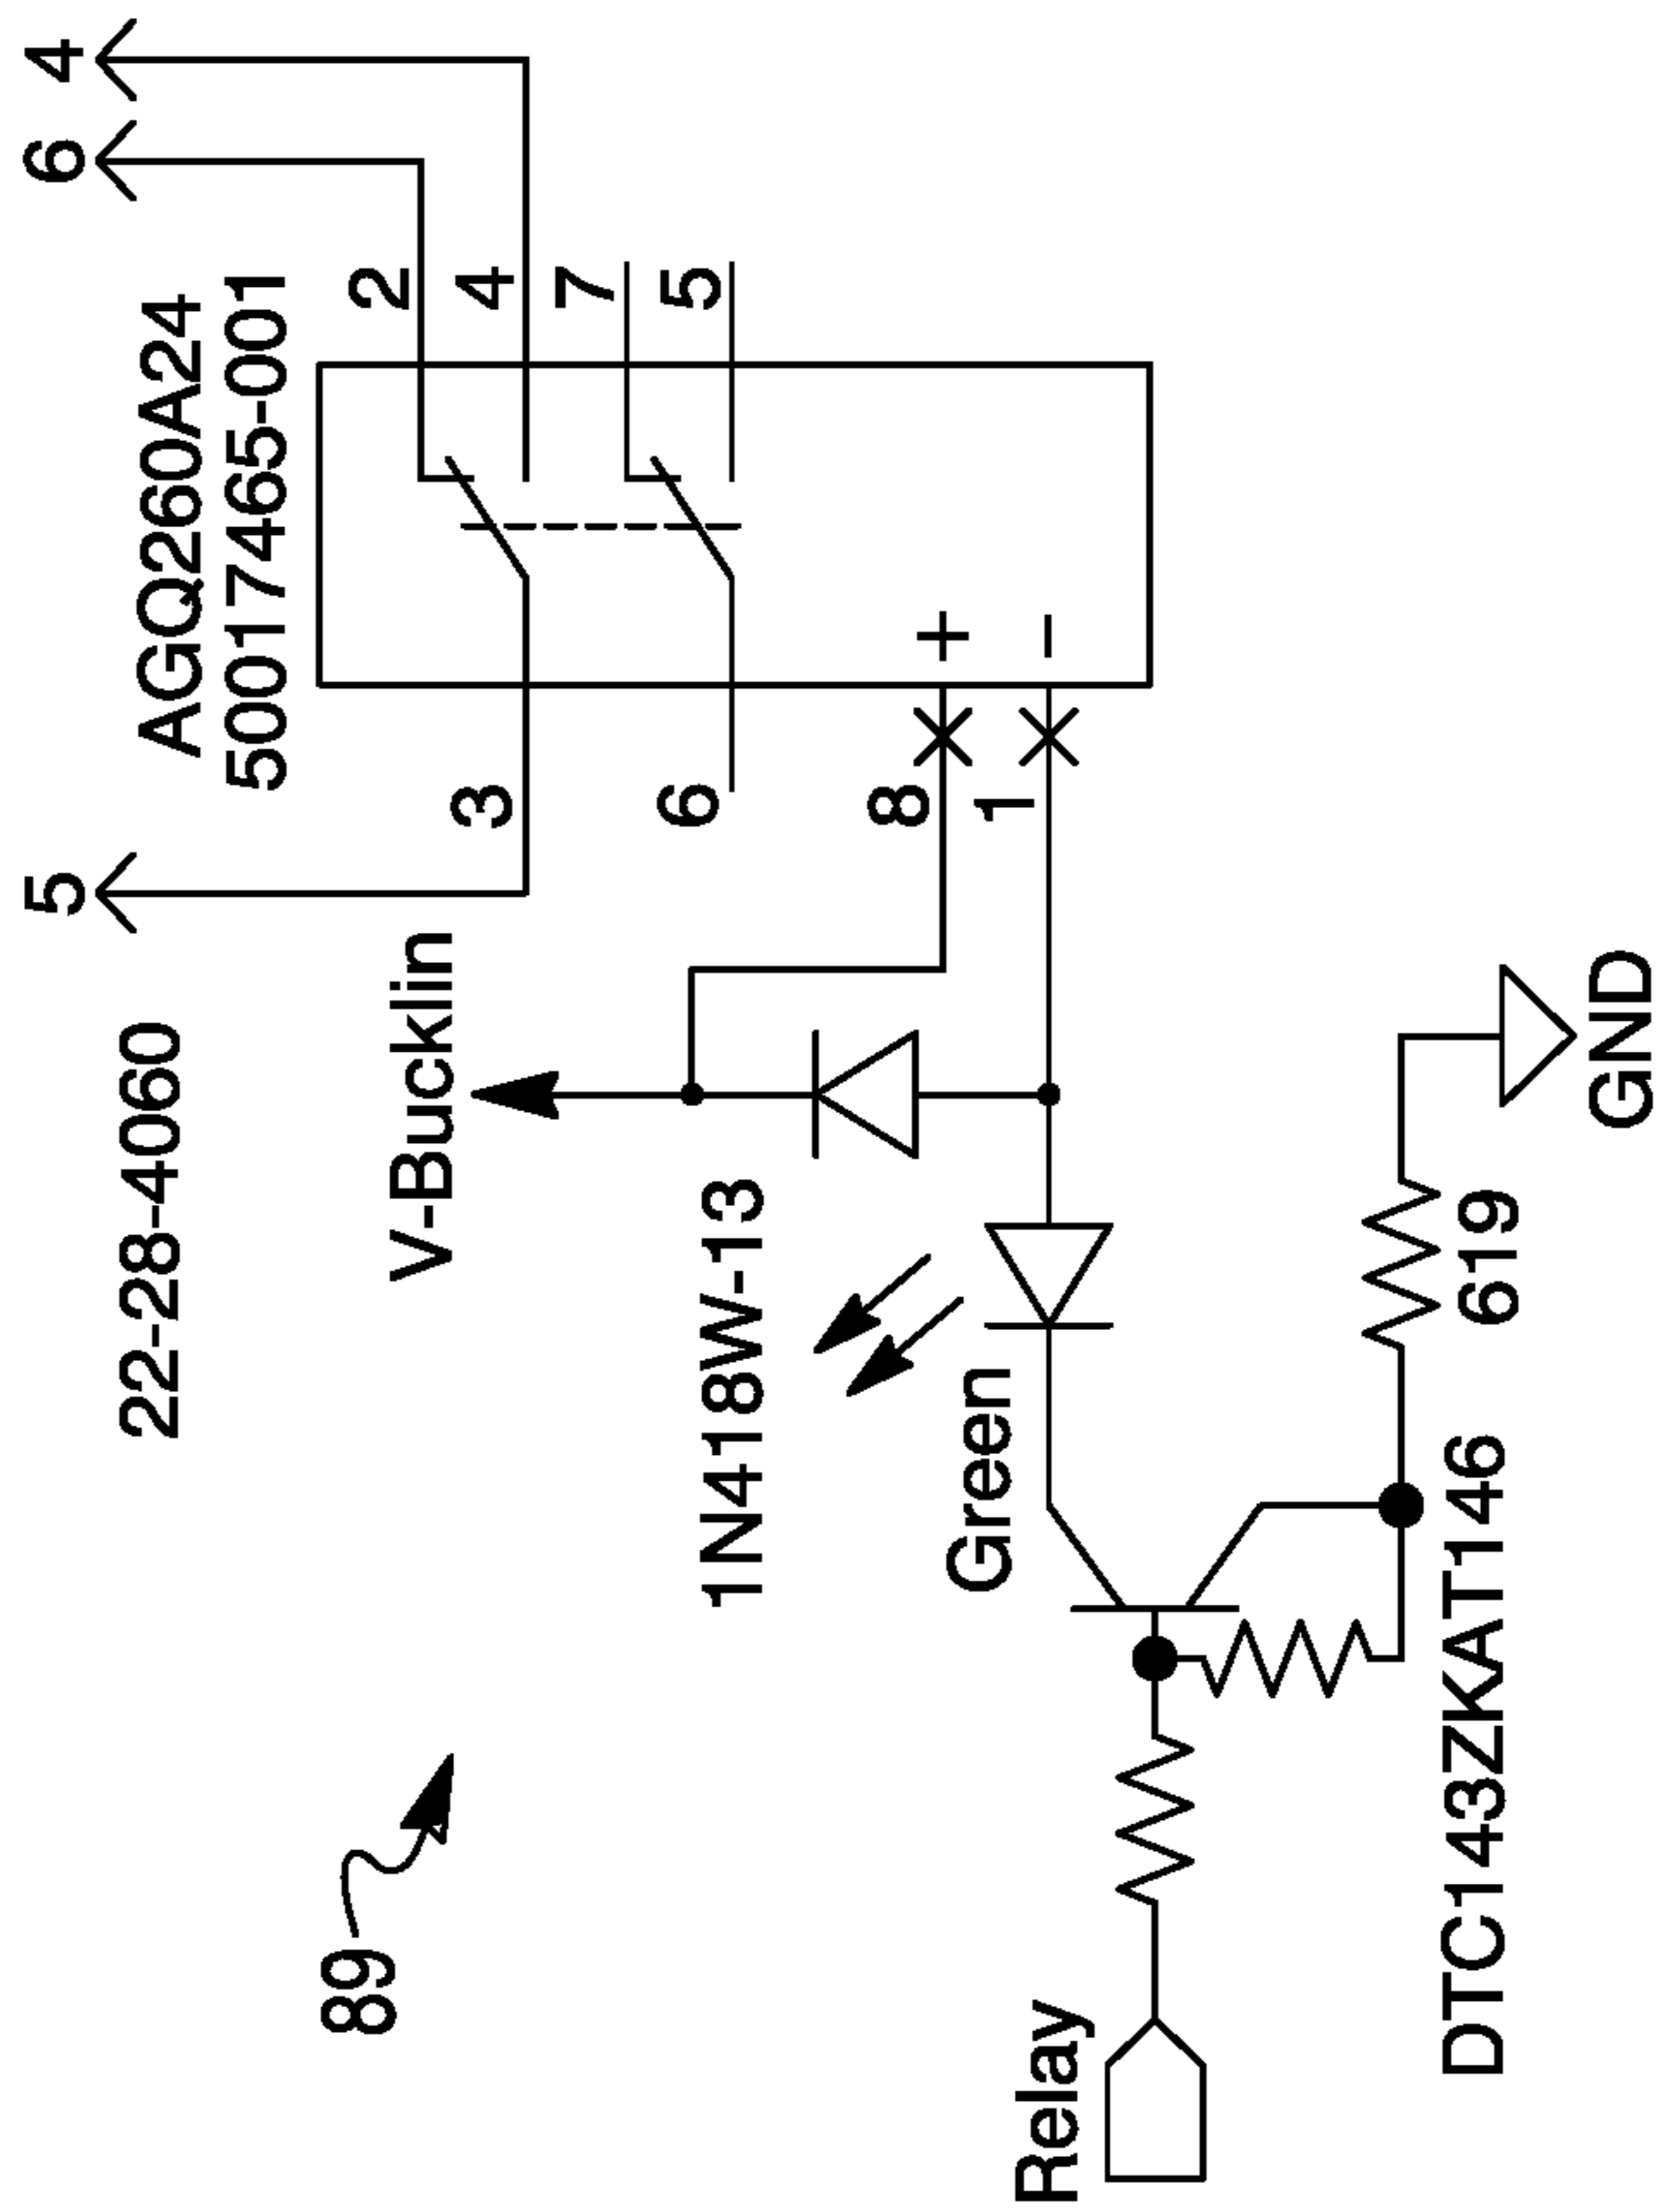 5
6
4
22-28-4060
AGQ260A24
50017465-001
V-Bucklin
3
2
4
6
7
5
8
+
1
-
1N418W-13
Green
89
Relay
DTC143ZKAT146
619
GND